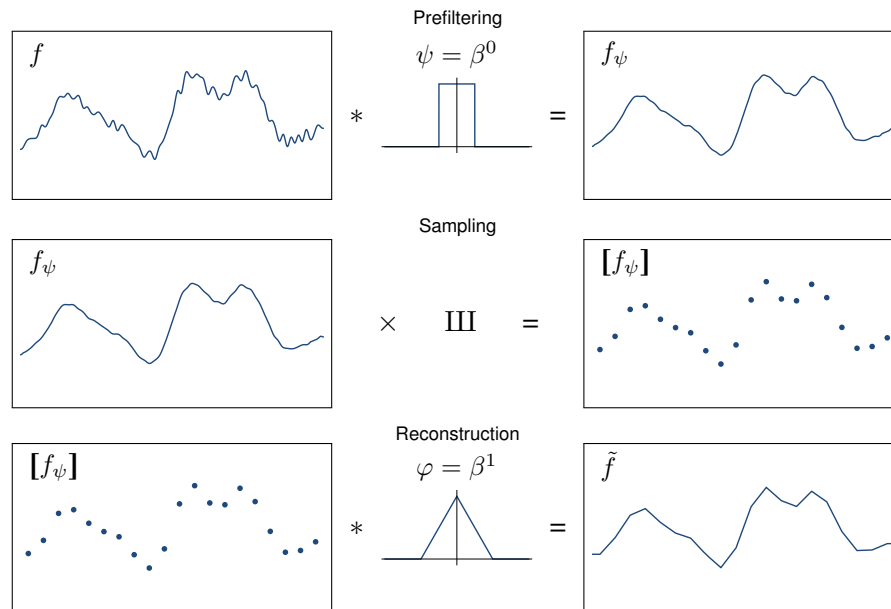 Prefiltering
f ∗ ψ = β⁰ = f_ψ
Sampling
f_ψ × Ш = [f_ψ]
Reconstruction
[f_ψ] ∗ φ = β¹ = f̃